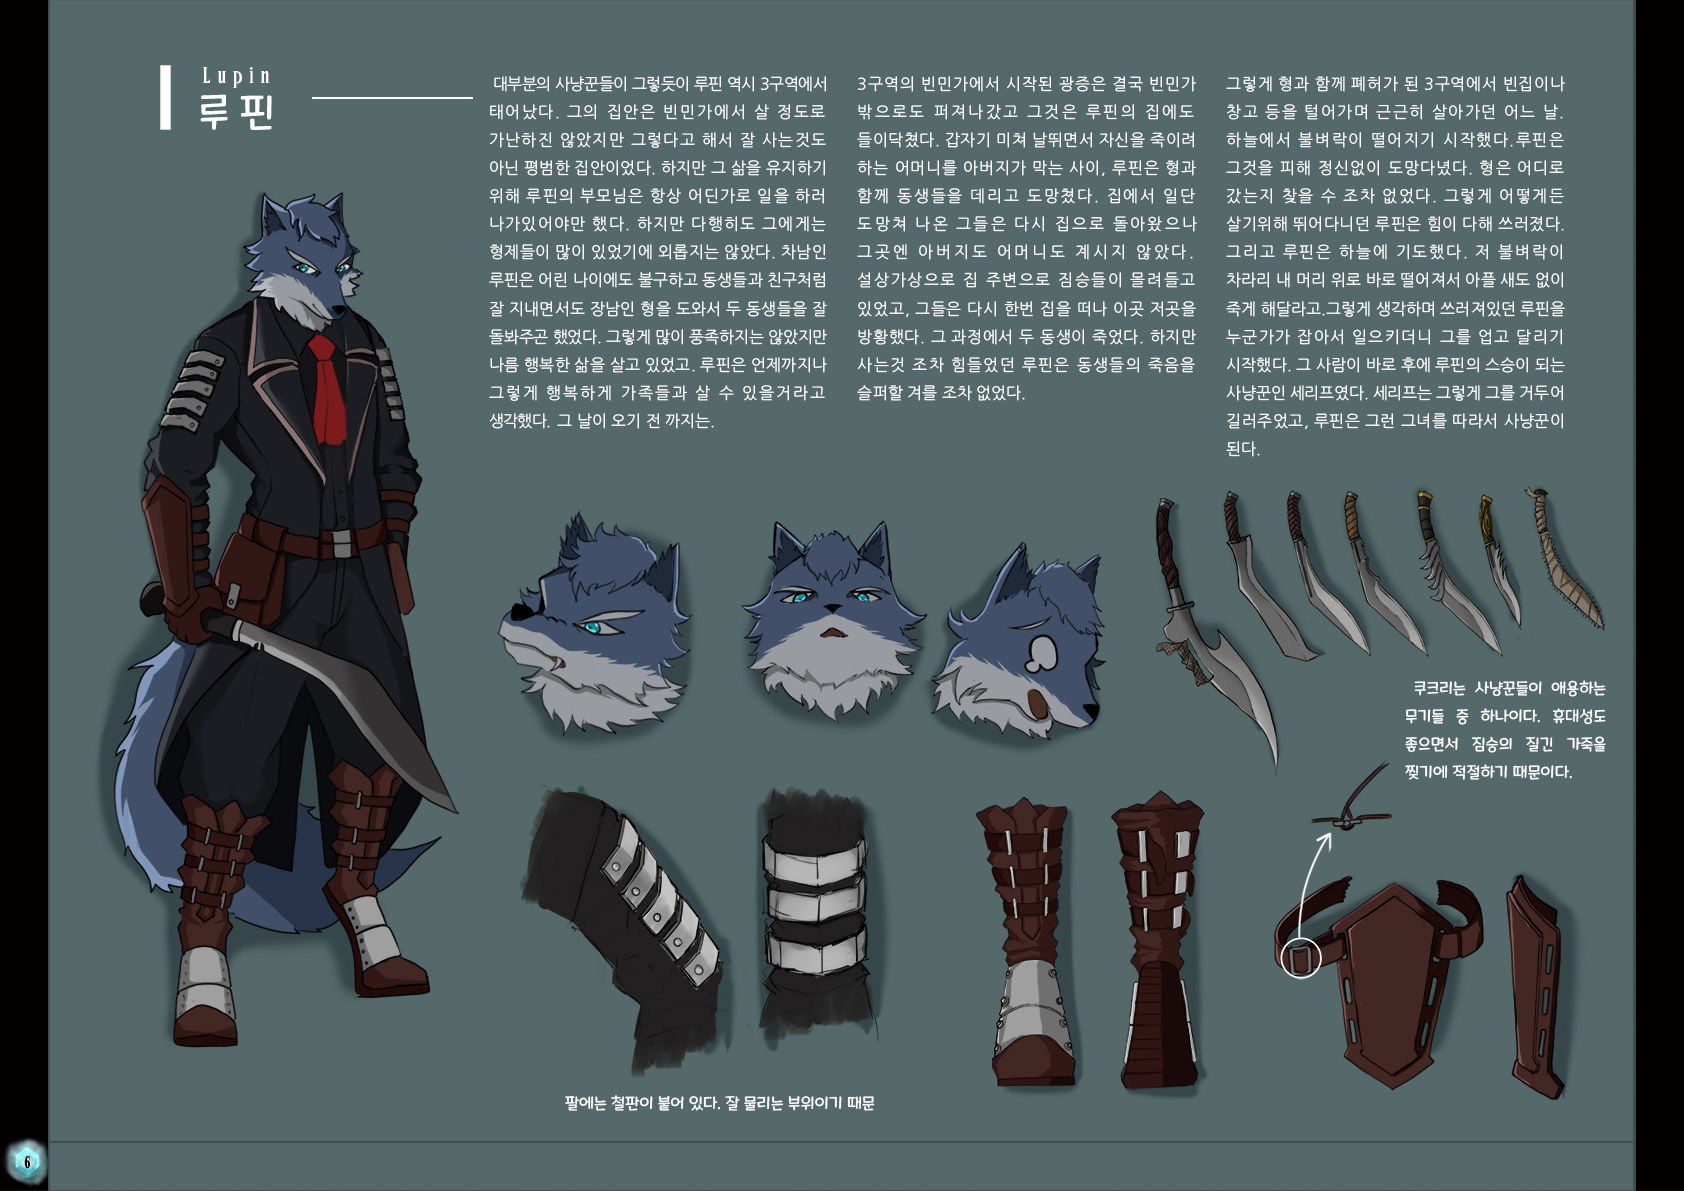 Lupin
루핀
대부분의 사냥꾼들이 그렇듯이 루핀 역시 3구역에서
태어났다. 그의 집안은 빈민가에서 살 정도로
가난하진 않았지만 그렇다고 해서 잘 사는것도
아닌 평범한 집안이었다. 하지만 그 삶을 유지하기
위해 루핀의 부모님은 항상 어딘가로 일을 하러
나가있어야만 했다. 하지만 다행히도 그에게는
형제들이 많이 있었기에 외롭지는 않았다. 차남인
루핀은 어린 나이에도 불구하고 동생들과 친구처럼
잘 지내면서도 장남인 형을 도와서 두 동생들을 잘
돌봐주곤 했었다. 그렇게 많이 풍족하지는 않았지만
나름 행복한 삶을 살고 있었고. 루핀은 언제까지나
그렇게 행복하게 가족들과 살 수 있을거라고
생각했다. 그 날이 오기 전 까지는.
3구역의 빈민가에서 시작된 광증은 결국 빈민가
밖으로도 퍼져나갔고 그것은 루핀의 집에도
들이닥쳤다. 갑자기 미쳐 날뛰면서 자신을 죽이려
하는 어머니를 아버지가 막는 사이, 루핀은 형과
함께 동생들을 데리고 도망쳤다. 집에서 일단
도망쳐 나온 그들은 다시 집으로 돌아왔으나
그곳엔 아버지도 어머니도 계시지 않았다.
설상가상으로 집 주변으로 짐승들이 몰려들고
있었고, 그들은 다시 한번 집을 떠나 이곳 저곳을
방황했다. 그 과정에서 두 동생이 죽었다. 하지만
사는것 조차 힘들었던 루핀은 동생들의 죽음을
슬퍼할 겨를 조차 없었다.
그렇게 형과 함께 폐허가 된 3구역에서 빈집이나
창고 등을 털어가며 근근히 살아가던 어느 날.
하늘에서 불벼락이 떨어지기 시작했다.루핀은
그것을 피해 정신없이 도망다녔다. 형은 어디로
갔는지 찾을 수 조차 없었다. 그렇게 어떻게든
살기위해 뛰어다니던 루핀은 힘이 다해 쓰러졌다.
그리고 루핀은 하늘에 기도했다. 저 불벼락이
차라리 내 머리 위로 바로 떨어져서 아플 새도 없이
죽게 해달라고.그렇게 생각하며 쓰러져있던 루핀을
누군가가 잡아서 일으키더니 그를 업고 달리기
시작했다. 그 사람이 바로 후에 루핀의 스승이 되는
사냥꾼인 세리프였다. 세리프는 그렇게 그를 거두어
길러주었고, 루핀은 그런 그녀를 따라서 사냥꾼이
된다.
쿠크리는 사냥꾼들이 애용하는
무기들 중 하나이다. 휴대성도
좋으면서 짐승의 질긴 가죽을
찢기에 적절하기 때문이다.
팔에는 철판이 붙어 있다. 잘 물리는 부위이기 때문
6